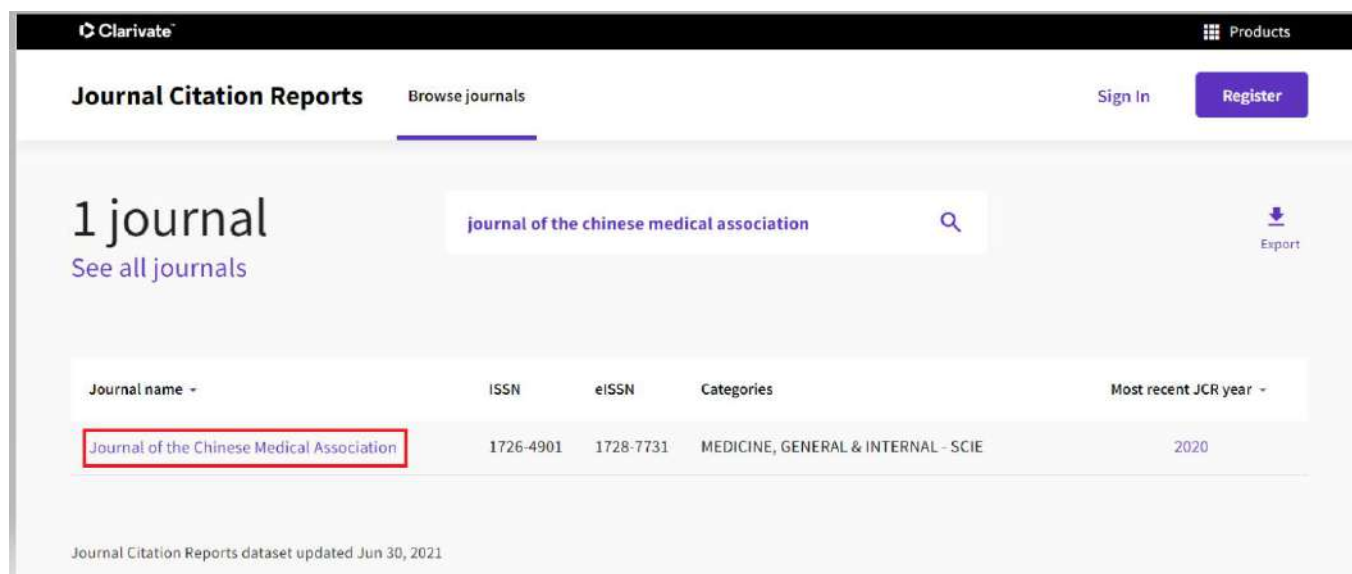 Clarivate™ Products
Journal Citation Reports Browse journals Sign In Register
1 journal journal of the chinese medical association
See all journals Export
Journal name ISSN eISSN Categories Most recent JCR year
Journal of the Chinese Medical Association 1726-4901 1728-7731 MEDICINE, GENERAL & INTERNAL - SCIE 2020
Journal Citation Reports dataset updated Jun 30, 2021